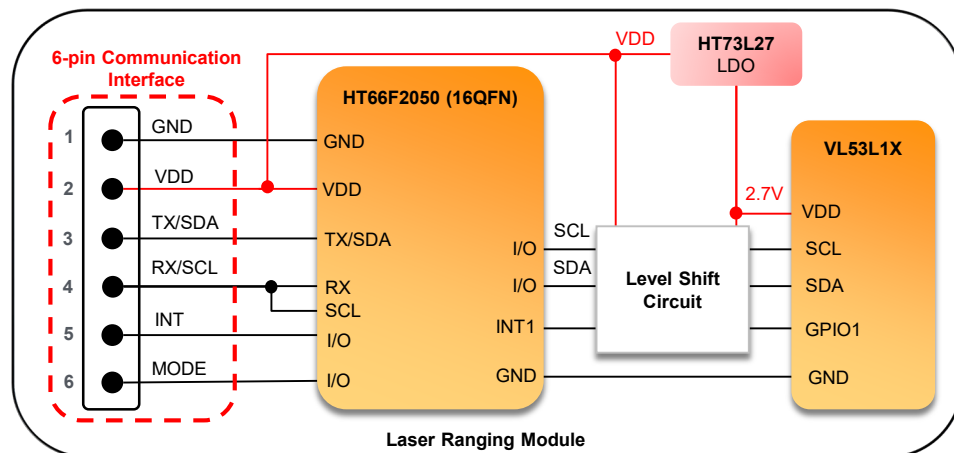 6-pin Communication
Interface
1
GND
2
VDD
3
TX/SDA
4
RX/SCL
5
INT
6
MODE
HT66F2050 (16QFN)
GND
VDD
TX/SDA
RX
SCL
I/O
I/O
I/O
I/O
INT1
GND
SCL
SDA
VDD
HT73L27
LDO
2.7V
Level Shift
Circuit
VL53L1X
VDD
SCL
SDA
GPIO1
GND
Laser Ranging Module